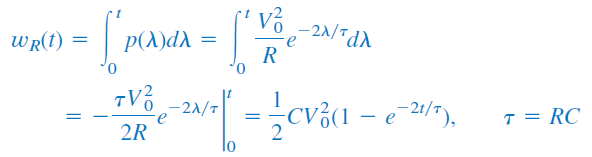 w_R(t) = ∫_0^t p(λ)dλ = ∫_0^t (V_0^2/R) e^{-2λ/τ} dλ
= -(τV_0^2/2R) e^{-2λ/τ} |_0^t = (1/2) CV_0^2(1 - e^{-2t/τ}), τ = RC